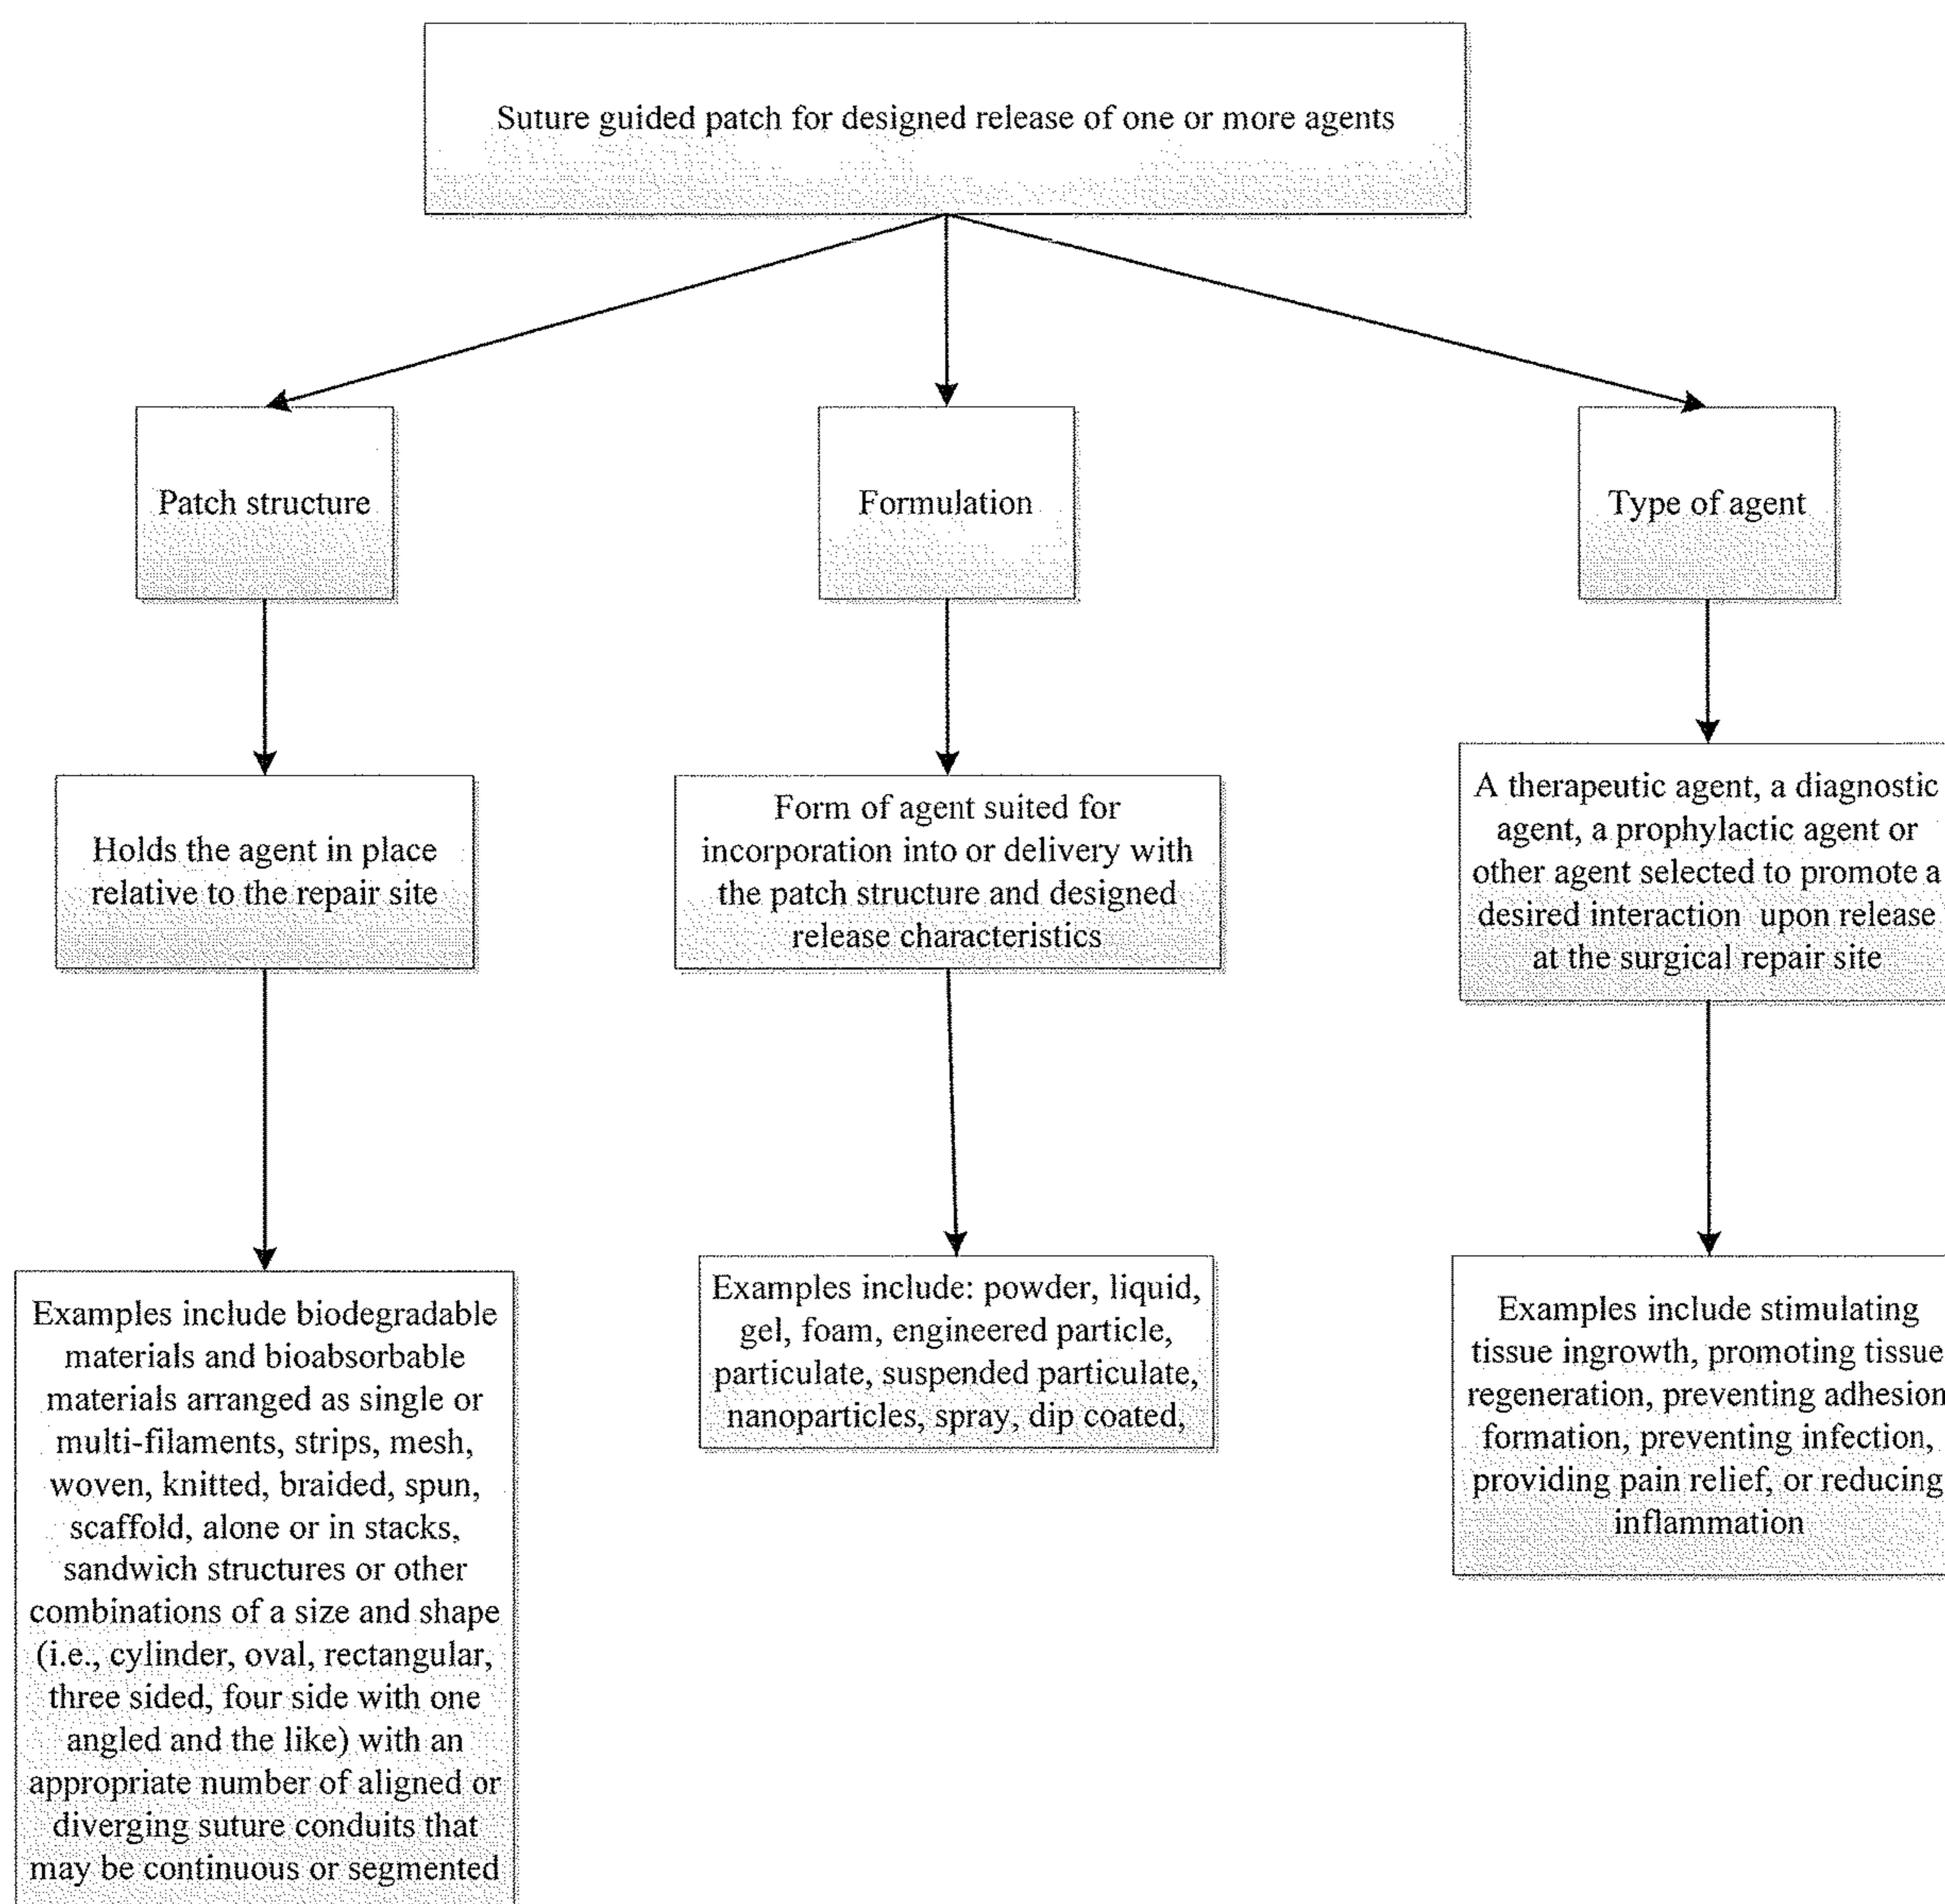 Suture guided patch for designed release of one or more agents
Patch structure
Formulation
Type of agent
Holds the agent in place
relative to the repair site
Form of agent suited for
incorporation into or delivery with
the patch structure and designed
release characteristics
A therapeutic agent, a diagnostic
agent, a prophylactic agent or
other agent selected to promote a
desired interaction upon release
at the surgical repair site
Examples include biodegradable
materials and bioabsorbable
materials arranged as single or
multi-filaments, strips, mesh,
woven, knitted, braided, spun,
scaffold, alone or in stacks,
sandwich structures or other
combinations of a size and shape
(i.e., cylinder, oval, rectangular,
three sided, four side with one
angled and the like) with an
appropriate number of aligned or
diverging suture conduits that
may be continuous or segmented
Examples include: powder, liquid,
gel, foam, engineered particle,
particulate, suspended particulate,
nanoparticles, spray, dip coated,
Examples include stimulating
tissue ingrowth, promoting tissue
regeneration, preventing adhesion
formation, preventing infection,
providing pain relief, or reducing
inflammation